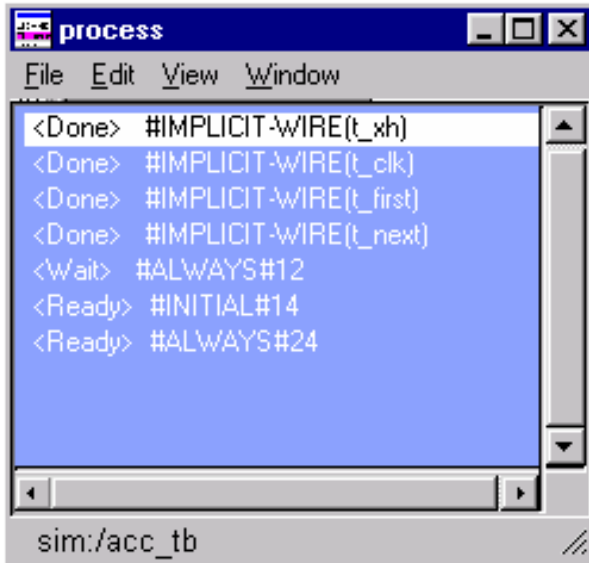 process
File Edit View Window
<Done> #IMPLICIT-WIRE(t_xh)
<Done> #IMPLICIT-WIRE(t_clk)
<Done> #IMPLICIT-WIRE(t_first)
<Done> #IMPLICIT-WIRE(t_next)
<Wait> #ALWAYS#12
<Ready> #INITIAL#14
<Ready> #ALWAYS#24
sim:/acc_tb